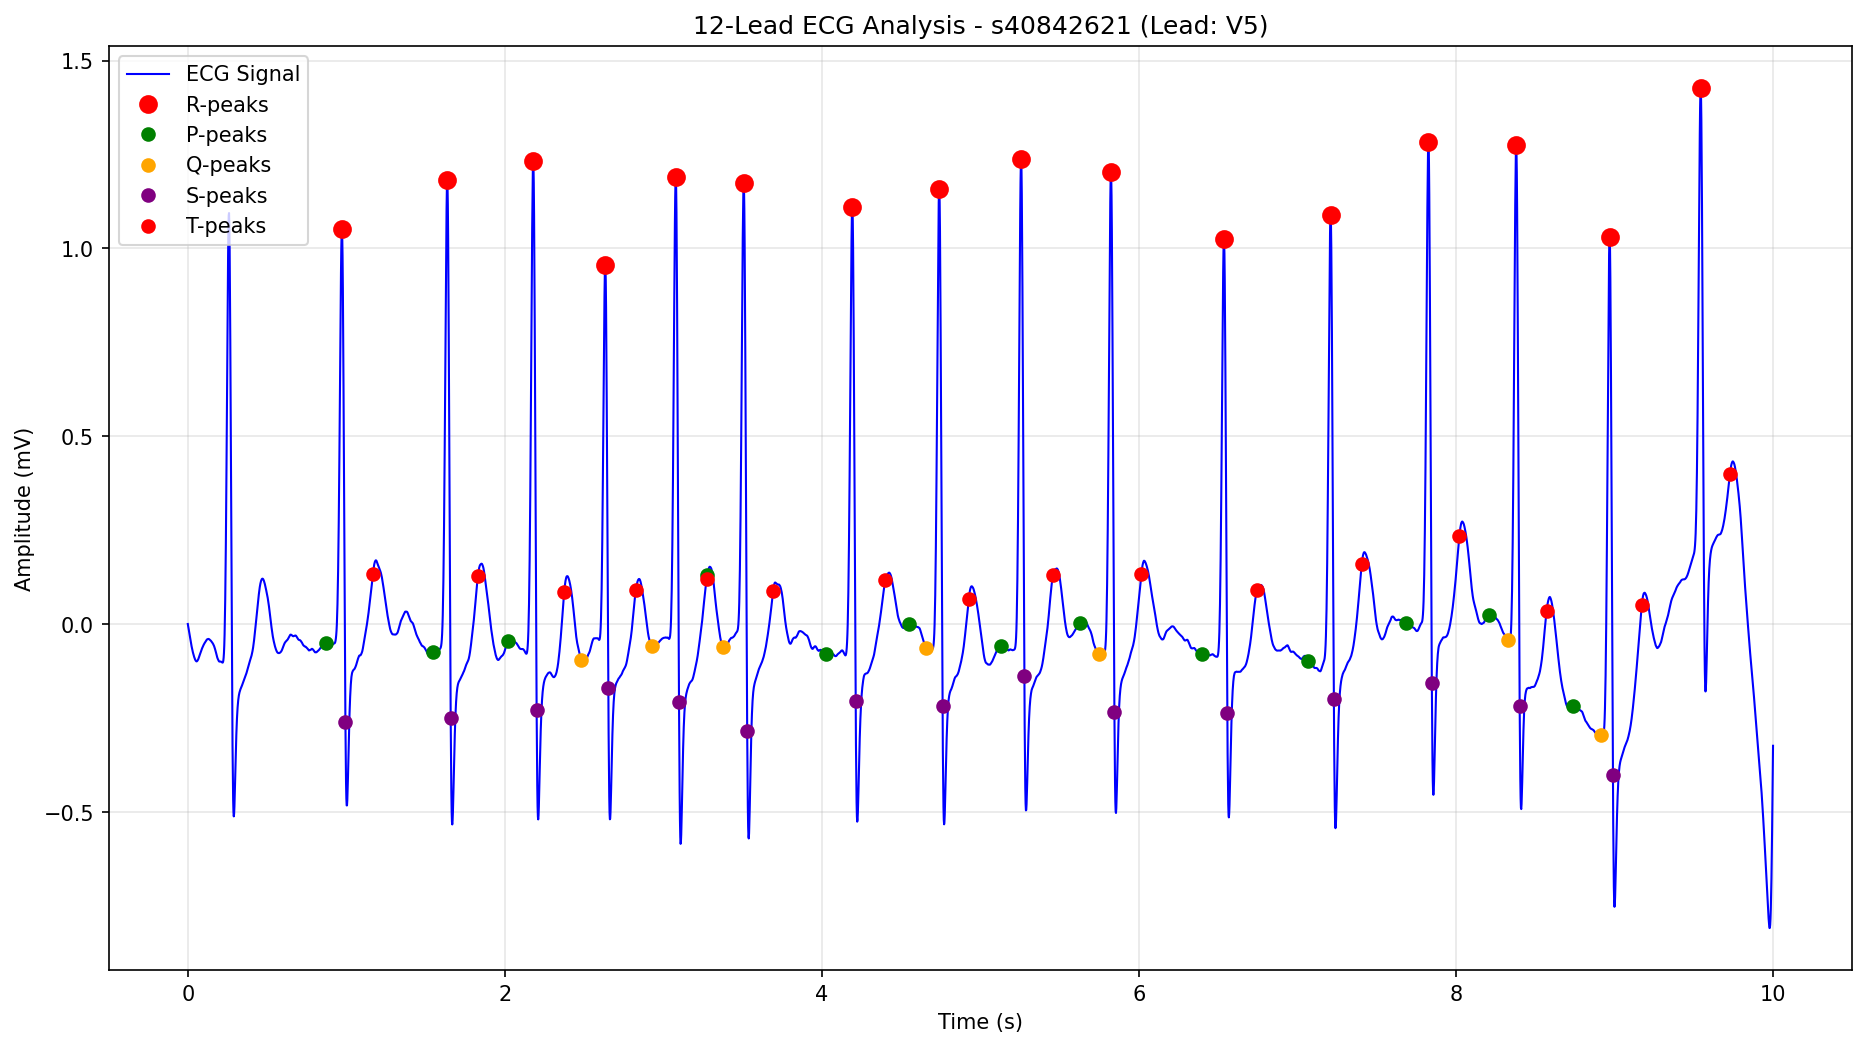 12-Lead ECG Analysis - s40842621 (Lead: V5)
ECG Signal
R-peaks
P-peaks
Q-peaks
S-peaks
T-peaks
Amplitude (mV)
1.5
1.0
0.5
0.0
−0.5
0 2 4 6 8 10
Time (s)